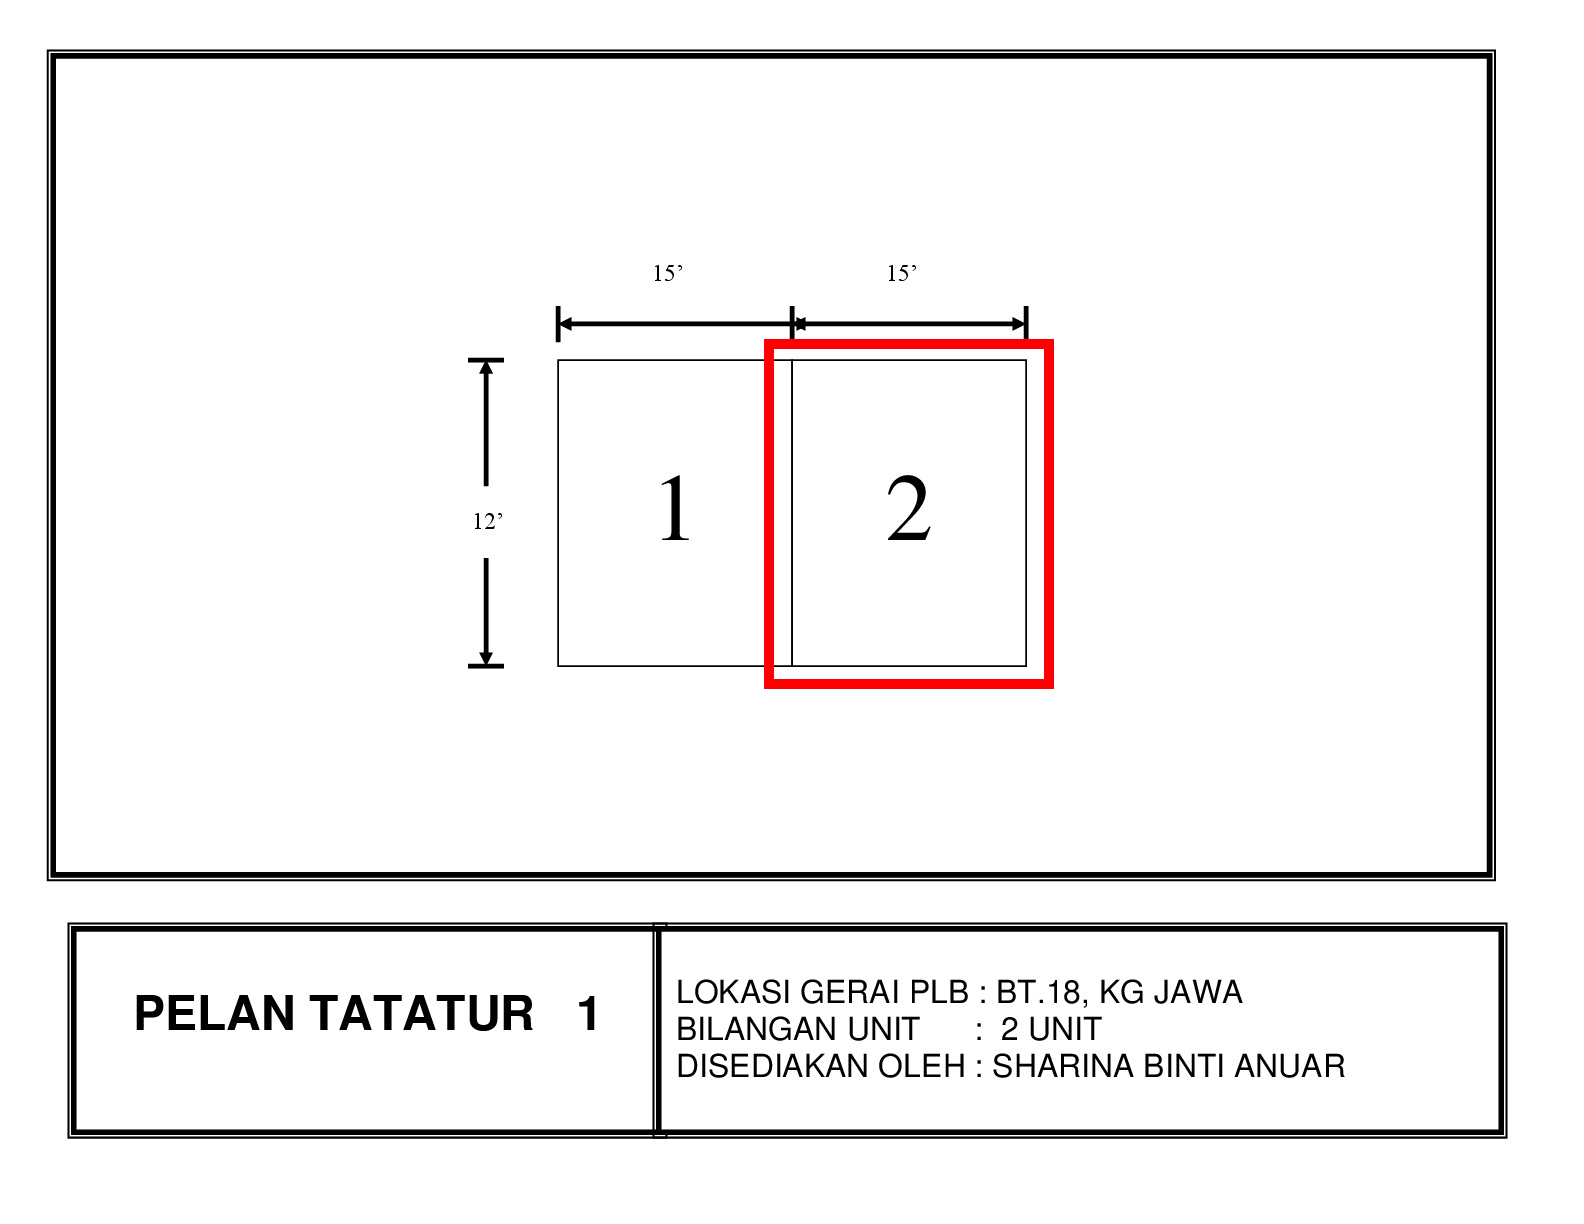 15’ 15’
12’
1 2
PELAN TATATUR 1
LOKASI GERAI PLB : BT.18, KG JAWA
BILANGAN UNIT : 2 UNIT
DISEDIAKAN OLEH : SHARINA BINTI ANUAR